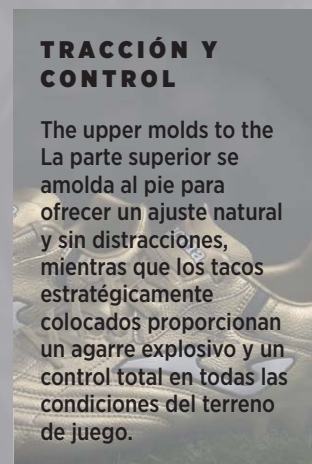 TRACCIÓN Y
CONTROL
The upper molds to the
La parte superior se
amolda al pie para
ofrecer un ajuste natural
y sin distracciones,
mientras que los tacos
estratégicamente
colocados proporcionan
un agarre explosivo y un
control total en todas las
condiciones del terreno
de juego.